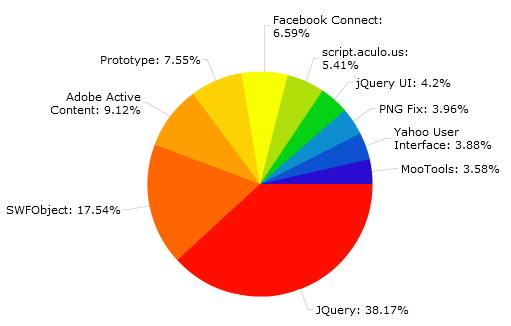 Facebook Connect:
6.59%
script.aculo.us:
5.41%
jQuery UI: 4.2%
PNG Fix: 3.96%
Yahoo User
Interface: 3.88%
MooTools: 3.58%
JQuery: 38.17%
SWFObject: 17.54%
Adobe Active
Content: 9.12%
Prototype: 7.55%